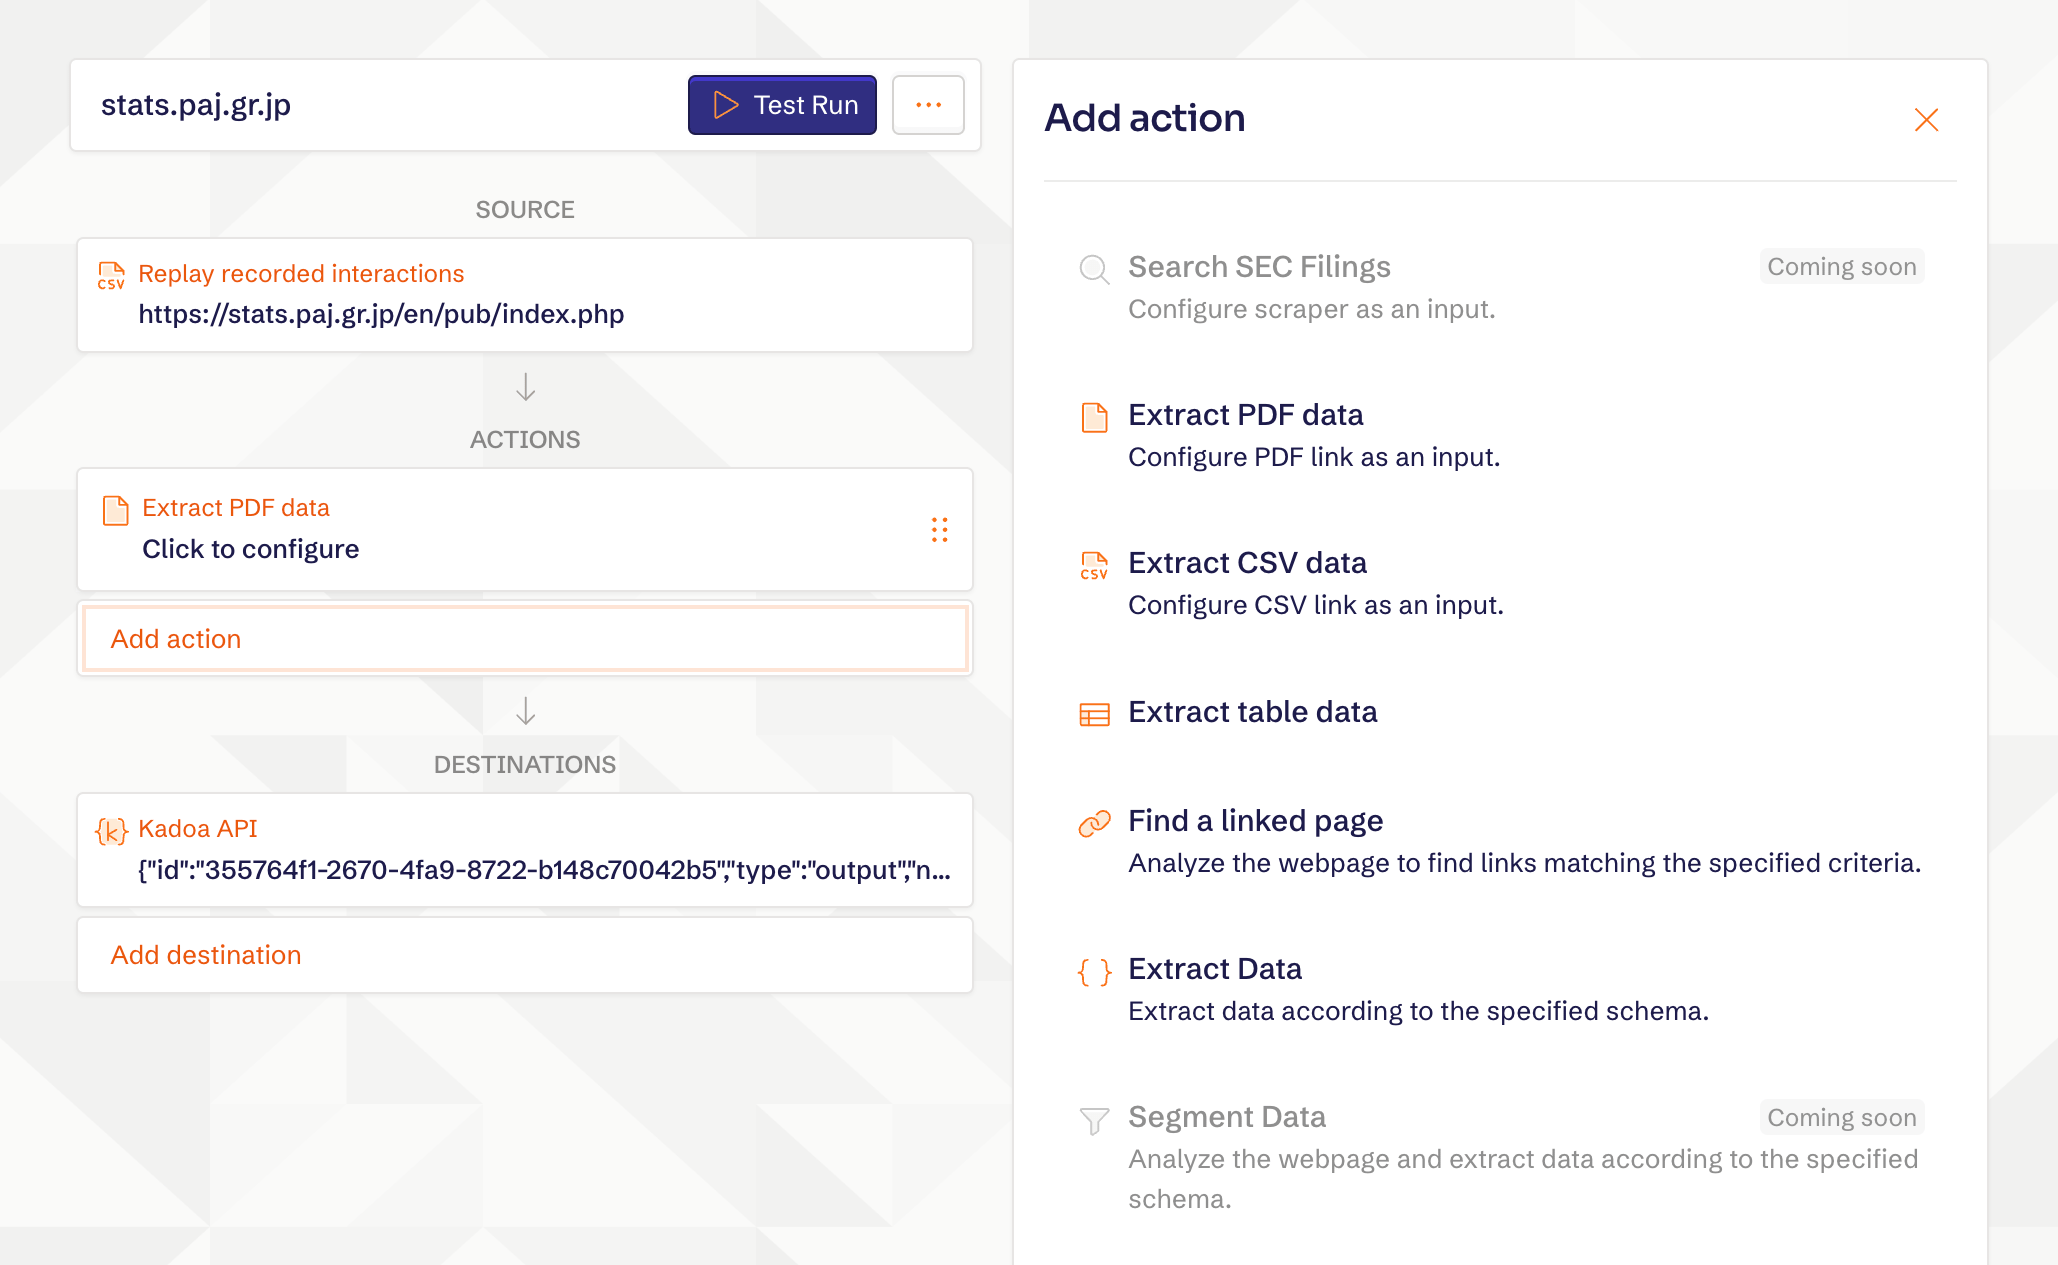 stats.paj.gr.jp
Test Run
SOURCE
CSV
Replay recorded interactions
https://stats.paj.gr.jp/en/pub/index.php
ACTIONS
Extract PDF data
Click to configure
Add action
DESTINATIONS
{k}
Kadoa API
{"id":"355764f1-2670-4fa9-8722-b148c70042b5","type":"output","n...
Add destination
Add action
Search SEC Filings
Coming soon
Configure scraper as an input.
Extract PDF data
Configure PDF link as an input.
CSV
Extract CSV data
Configure CSV link as an input.
Extract table data
Find a linked page
Analyze the webpage to find links matching the specified criteria.
{ }
Extract Data
Extract data according to the specified schema.
Segment Data
Coming soon
Analyze the webpage and extract data according to the specified
schema.